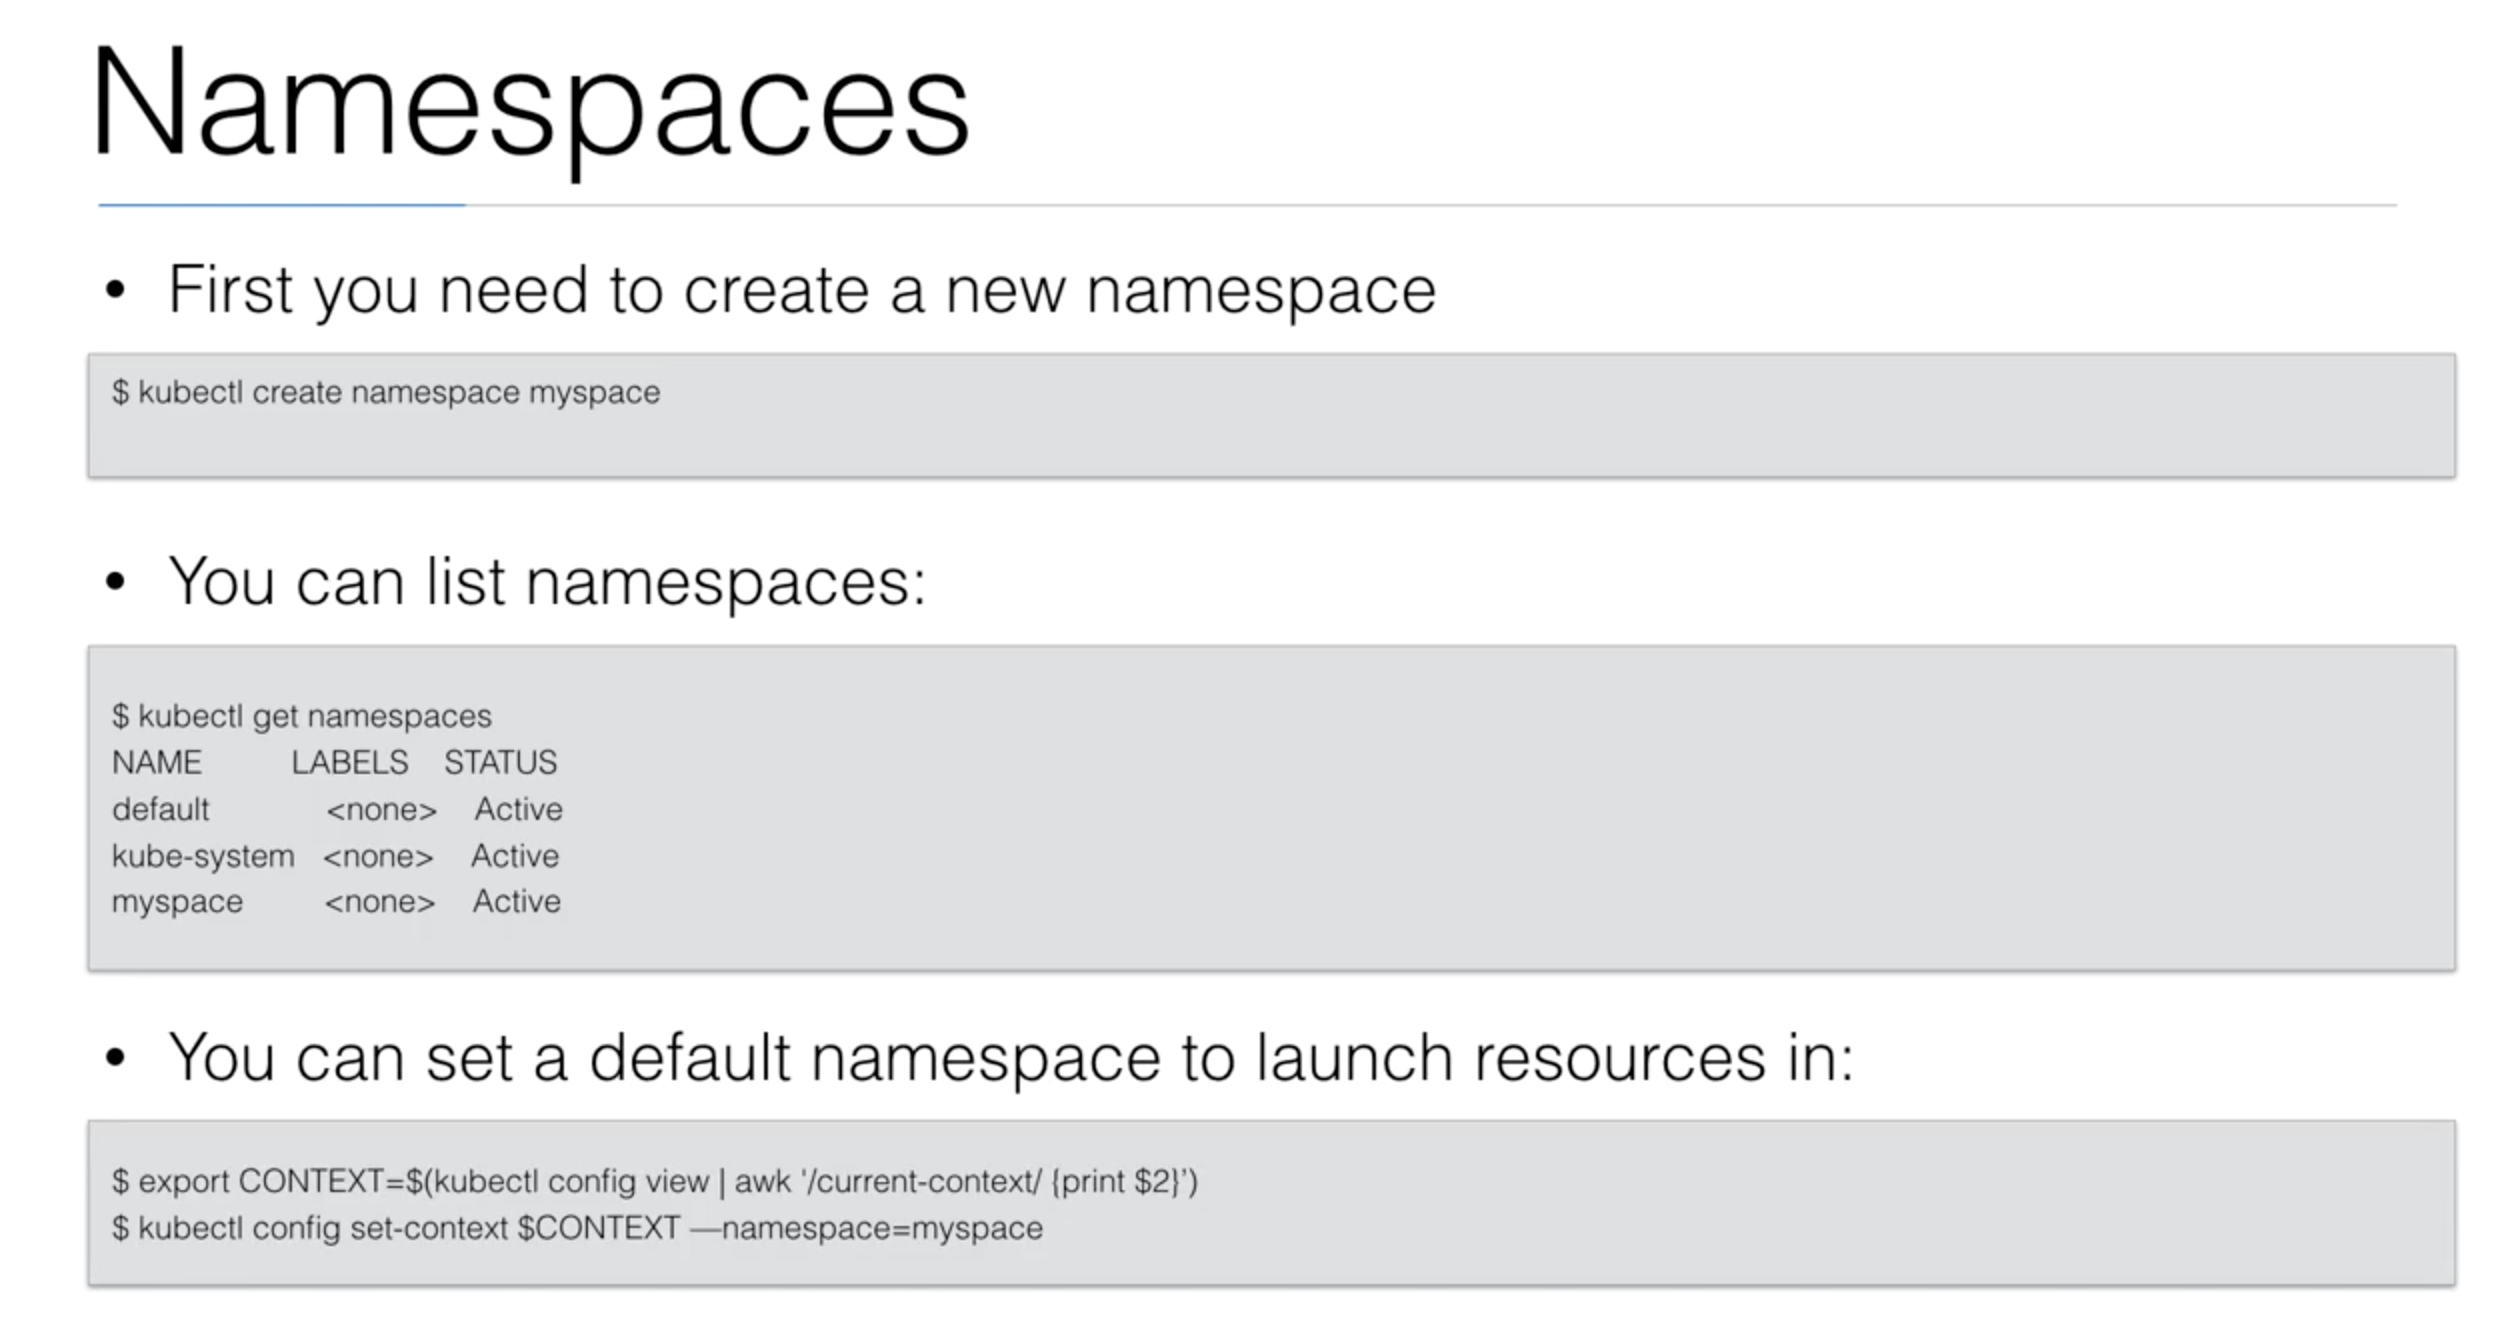 Namespaces
• First you need to create a new namespace
$ kubectl create namespace myspace
• You can list namespaces:
$ kubectl get namespaces
NAME LABELS STATUS
default <none> Active
kube-system <none> Active
myspace <none> Active
• You can set a default namespace to launch resources in:
$ export CONTEXT=$(kubectl config view | awk '/current-context/ {print $2}’)
$ kubectl config set-context $CONTEXT —namespace=myspace